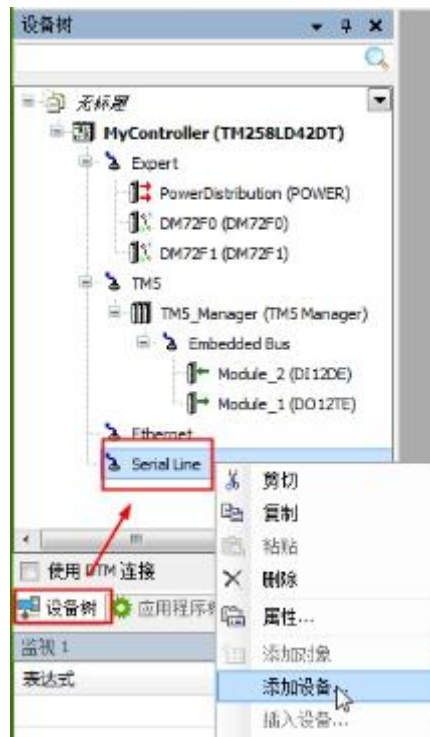 设备树
无标题
MyController (TM258LD42DT)
Expert
PowerDistribution (POWER)
DM72F0 (DM72F0)
DM72F1 (DM72F1)
TM5
TM5_Manager (TM5 Manager)
Embedded Bus
Module_2 (DI12DE)
Module_1 (DO12TE)
Ethernet
Serial Line
剪切
复制
粘贴
删除
属性...
添加对象
添加设备...
插入设备...
使用 DTM 连接
设备树
应用程序
监视 1
表达式